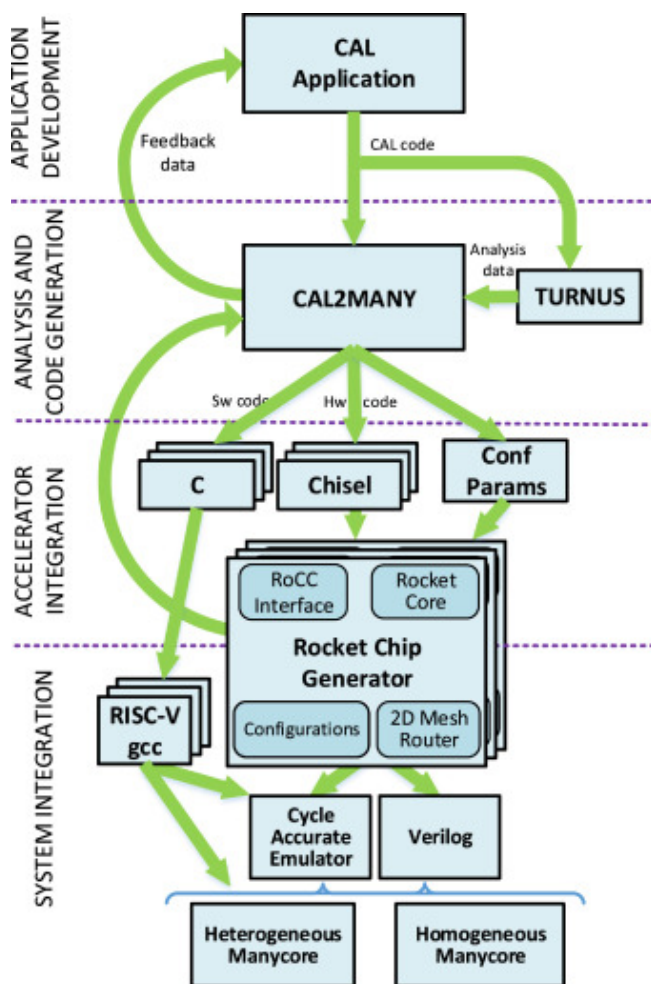 APPLICATION
DEVELOPMENT
CAL
Application
Feedback
data
CAL code
ANALYSIS AND
CODE GENERATION
CAL2MANY
Analysis
data
TURNUS
Sw code
Hw code
ACCELERATOR
INTEGRATION
C
Chisel
Conf
Params
RoCC
Interface
Rocket
Core
Rocket Chip
Generator
Configurations
2D Mesh
Router
SYSTEM INTEGRATION
RISC-V
gcc
Cycle
Accurate
Emulator
Verilog
Heterogeneous
Manycore
Homogeneous
Manycore